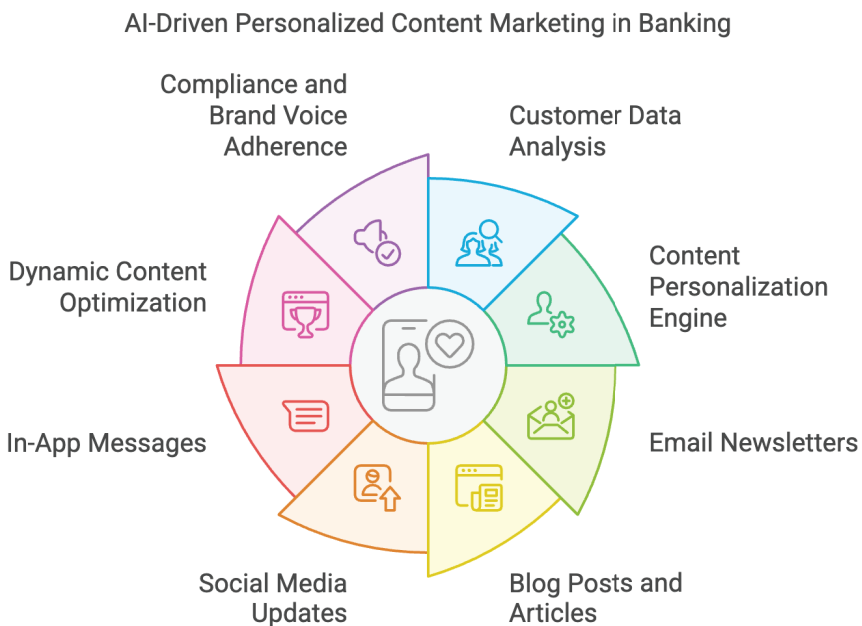 AI-Driven Personalized Content Marketing in Banking
Compliance and
Brand Voice
Adherence
Customer Data
Analysis
Dynamic Content
Optimization
Content
Personalization
Engine
In-App Messages
Email Newsletters
Social Media
Updates
Blog Posts and
Articles